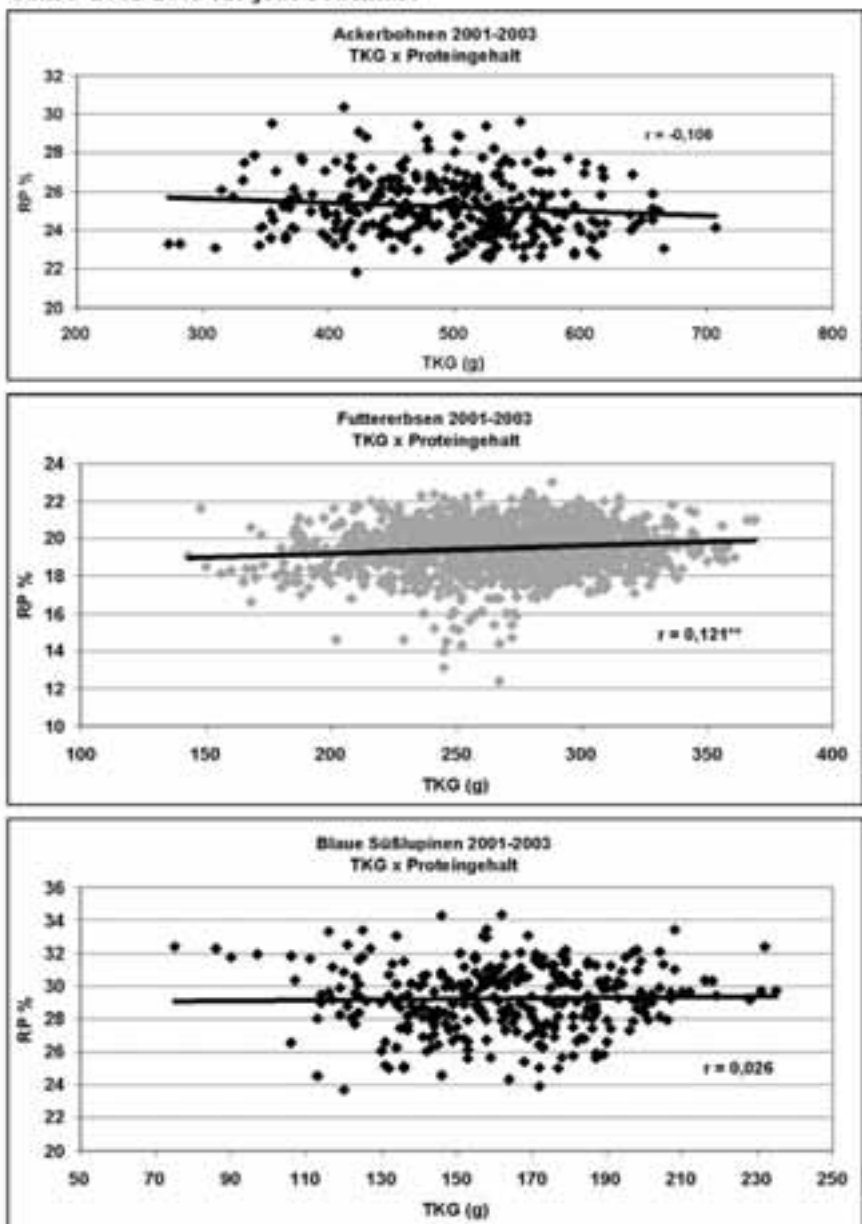 Ackerbohnen 2001-2003
TKG x Proteingehalt
32
30
28
26
24
22
20
RP %
r = -0,106
200 300 400 500 600 700 800
TKG (g)
Futtererbsen 2001-2003
TKG x Proteingehalt
24
22
20
18
16
14
12
10
RP %
r = 0,121**
100 150 200 250 300 350 400
TKG (g)
Blaue Süßlupinen 2001-2003
TKG x Proteingehalt
36
34
32
30
28
26
24
22
20
RP %
r = 0,026
50 70 90 110 130 150 170 190 210 230 250
TKG (g)